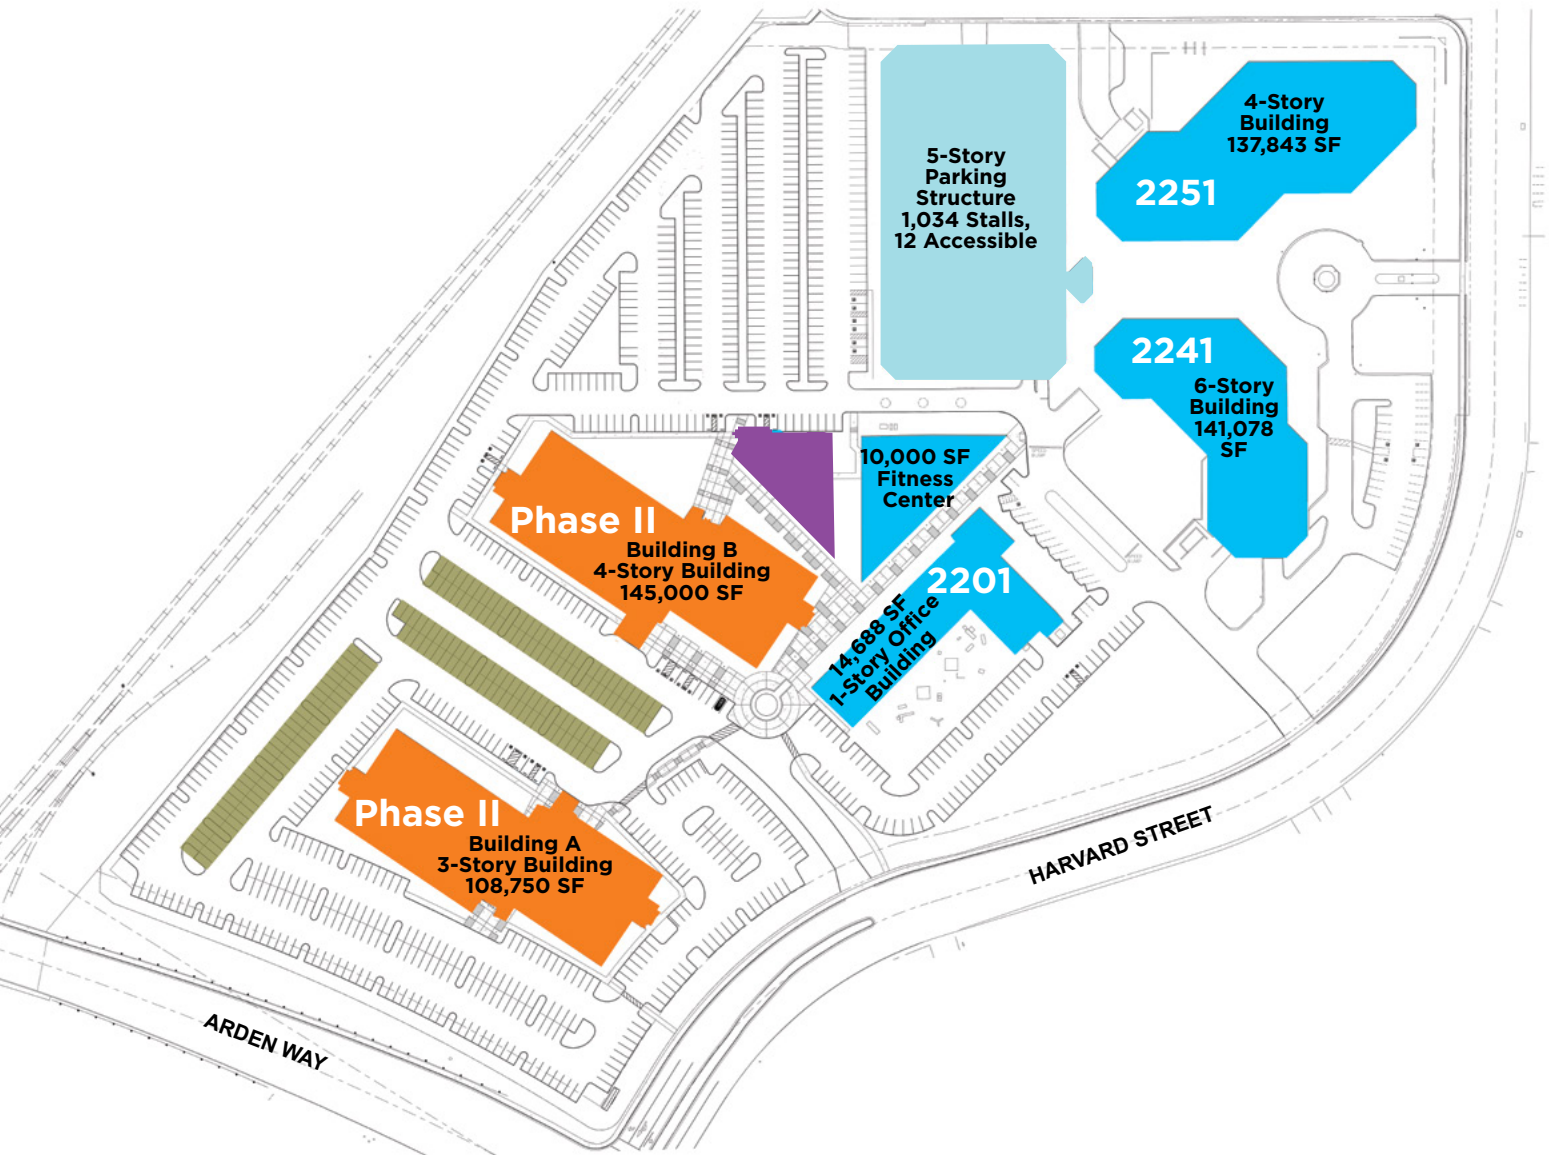 4-Story
Building
137,843 SF
2251
5-Story
Parking
Structure
1,034 Stalls,
12 Accessible
2241
6-Story
Building
141,078
SF
10,000 SF
Fitness
Center
Phase II
Building B
4-Story Building
145,000 SF
2201
14,688 SF
1-Story Office
Building
Phase II
Building A
3-Story Building
108,750 SF
HARVARD STREET
ARDEN WAY